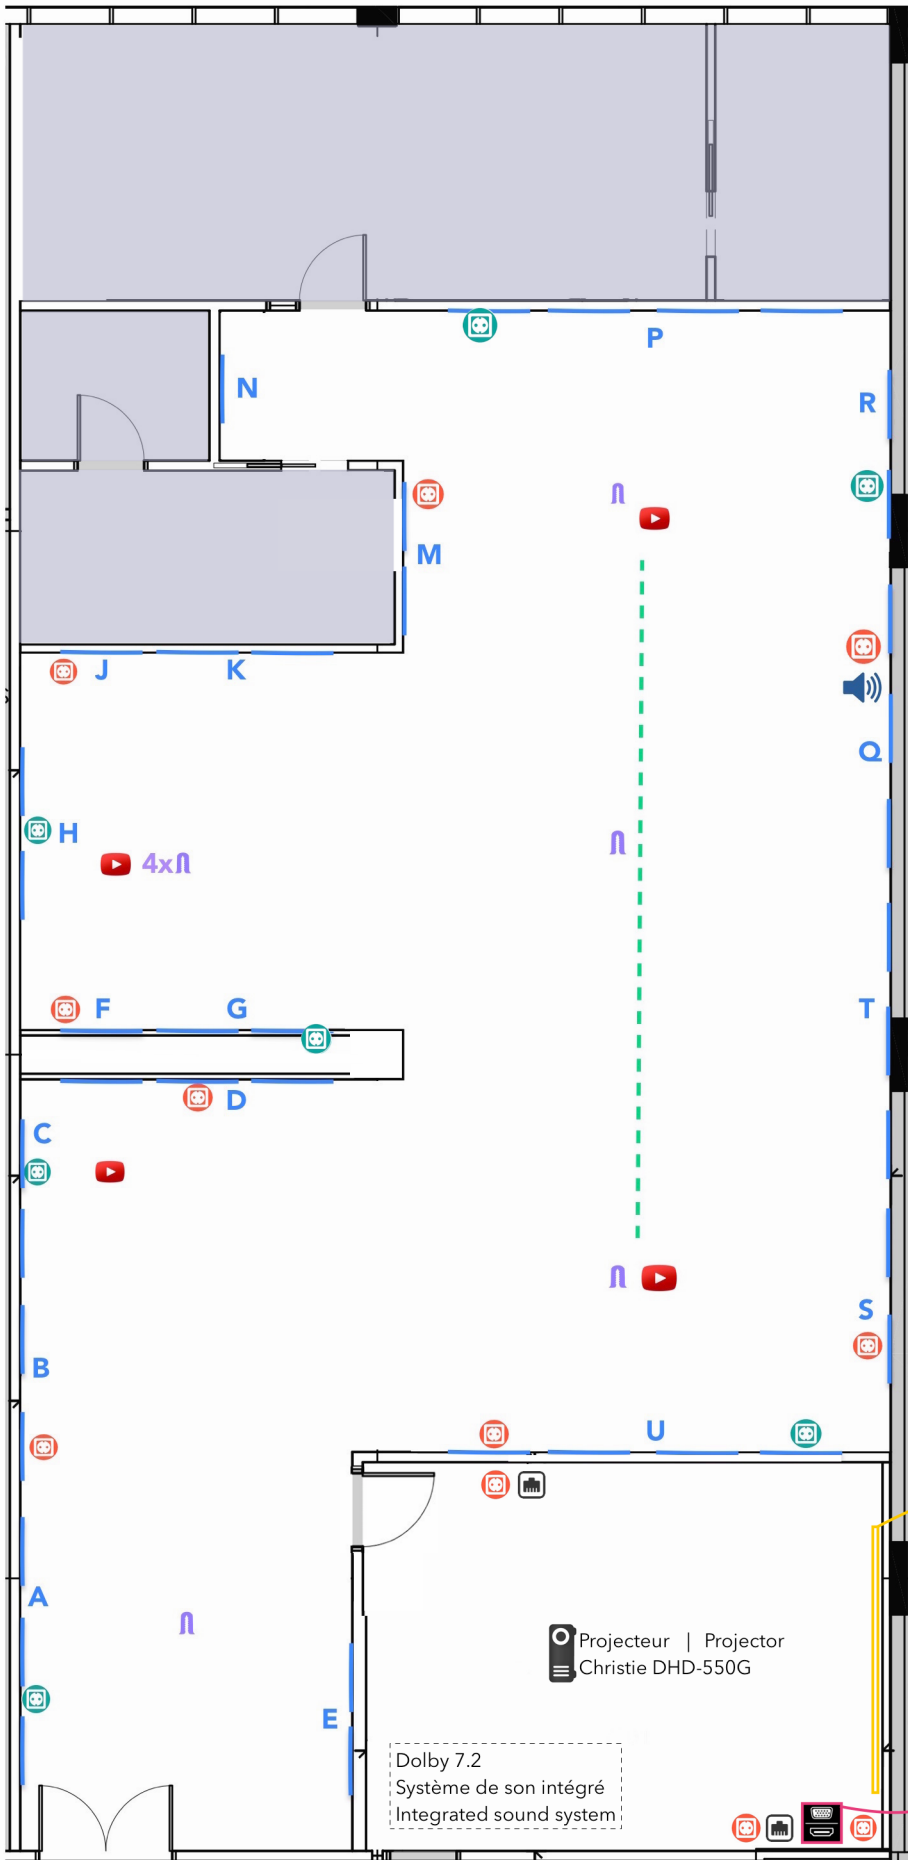 P
N
R
M
J
K
Q
H
4x
F
G
T
D
C
S
B
U
A
Projecteur | Projector
Christie DHD-550G
E
Dolby 7.2
Système de son intégré
Integrated sound system